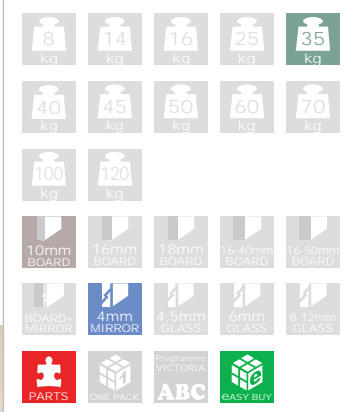 8 14 16 25 35
kg kg kg kg kg
40 45 50 60 70
kg kg kg kg kg
100 120
kg kg
10mm 16mm 18mm 16-40mm 16-50mm
BOARD BOARD BOARD BOARD BOARD
BOARD+ 4mm 4,5mm 6mm 8-12mm
MIRROR MIRROR GLASS GLASS GLASS
Programme
VICTORIA
1 e
ABC
PARTS ONE PACK eASY BUY